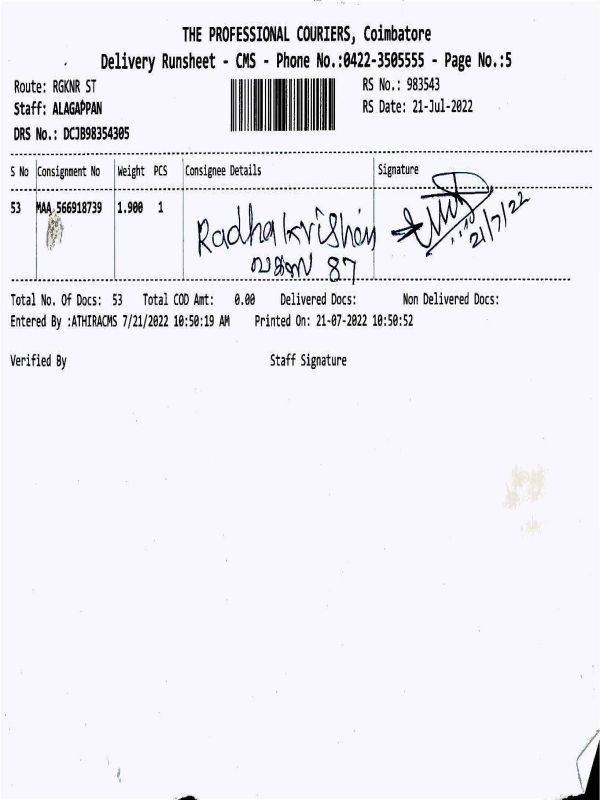 THE PROFESSIONAL COURIERS, Coimbatore
Delivery Runsheet - CMS - Phone No.:0422-3505555 - Page No.:5
Route: RGKNR ST
RS No.: 983543
Staff: ALAGAPPAN
RS Date: 21-Jul-2022
DRS No.: DCJB98354305
S No Consignment No Weight PCS Consignee Details Signature
53 MAA 566918739 1.900 1
Radhakrishan
87
21/7/22
Total No. Of Docs: 53 Total COD Amt: 0.00 Delivered Docs: Non Delivered Docs:
Entered By :ATHIRACMS 7/21/2022 10:50:19 AM Printed On: 21-07-2022 10:50:52
Verified By Staff Signature